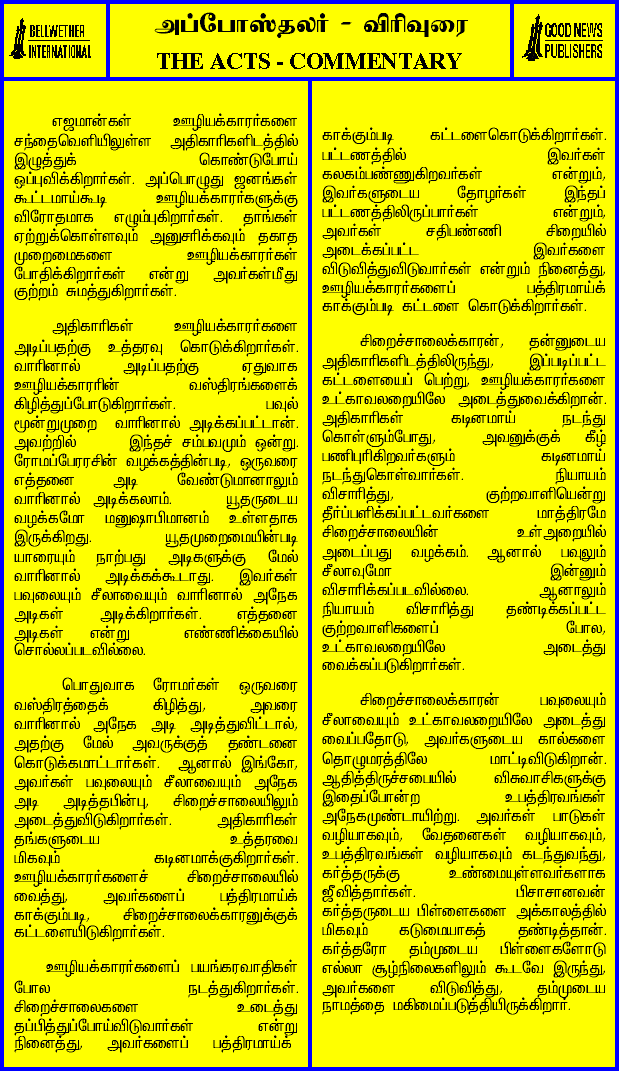 BELLWETHER
INTERNATIONAL
அப்போஸ்தலர் - விரிவுரை
THE ACTS - COMMENTARY
GOOD NEWS
PUBLISHERS
எஜமான்கள் ஊழியக்காரர்களை
சந்தைவெளியிலுள்ள அதிகாரிகளிடத்தில்
இழுத்துக் கொண்டுபோய்
ஒப்புவிக்கிறார்கள். அப்பொழுது ஜனங்கள்
கூட்டமாய்கூடி ஊழியக்காரர்களுக்கு
விரோதமாக எழும்புகிறார்கள். தாங்கள்
ஏற்றுக்கொள்ளவும் அனுசரிக்கவும் தகாத
முறைமைகளை ஊழியக்காரர்கள்
போதிக்கிறார்கள் என்று அவர்கள்மீது
குற்றம் சுமத்துகிறார்கள்.
அதிகாரிகள் ஊழியக்காரர்களை
அடிப்பதற்கு உத்தரவு கொடுக்கிறார்கள்.
வாரினால் அடிப்பதற்கு ஏதுவாக
ஊழியக்காரரின் வஸ்திரங்களைக்
கிழித்துப்போடுகிறார்கள். பவுல்
மூன்றுமுறை வாரினால் அடிக்கப்பட்டான்.
அவற்றில் இந்தச் சம்பவமும் ஒன்று.
ரோமப்பேரரசின் வழக்கத்தின்படி, ஒருவரை
எத்தனை அடி வேண்டுமானாலும்
வாரினால் அடிக்கலாம். யூதருடைய
வழக்கமோ மனுஷாபிமானம் உள்ளதாக
இருக்கிறது. யூதமுறைமையின்படி
யாரையும் நாற்பது அடிகளுக்கு மேல்
வாரினால் அடிக்கக்கூடாது. இவர்கள்
பவுலையும் சீலாவையும் வாரினால் அநேக
அடிகள் அடிக்கிறார்கள். எத்தனை
அடிகள் என்று எண்ணிக்கையில்
சொல்லப்படவில்லை.
பொதுவாக ரோமர்கள் ஒருவரை
வஸ்திரத்தைக் கிழித்து, அவரை
வாரினால் அநேக அடி அடித்துவிட்டால்,
அதற்கு மேல் அவருக்குத் தண்டனை
கொடுக்கமாட்டார்கள். ஆனால் இங்கோ,
அவர்கள் பவுலையும் சீலாவையும் அநேக
அடி அடித்தபின்பு, சிறைச்சாலையிலும்
அடைத்துவிடுகிறார்கள். அதிகாரிகள்
தங்களுடைய உத்தரவை
மிகவும் கடினமாக்குகிறார்கள்.
ஊழியக்காரர்களைச் சிறைச்சாலையில்
வைத்து, அவர்களைப் பத்திரமாய்க்
காக்கும்படி, சிறைச்சாலைக்காரனுக்குக்
கட்டளையிடுகிறார்கள்.
ஊழியக்காரர்களைப் பயங்கரவாதிகள்
போல நடத்துகிறார்கள்.
சிறைச்சாலைகளை உடைத்து
தப்பித்துப்போய்விடுவார்கள் என்று
நினைத்து, அவர்களைப் பத்திரமாய்க்
காக்கும்படி கட்டளைகொடுக்கிறார்கள்.
பட்டணத்தில் இவர்கள்
கலகம்பண்ணுகிறவர்கள் என்றும்,
இவர்களுடைய தோழர்கள் இந்தப்
பட்டணத்திலிருப்பார்கள் என்றும்,
அவர்கள் சதிபண்ணி சிறையில்
அடைக்கப்பட்ட இவர்களை
விடுவித்துவிடுவார்கள் என்றும் நினைத்து,
ஊழியக்காரர்களைப் பத்திரமாய்க்
காக்கும்படி கட்டளை கொடுக்கிறார்கள்.
சிறைச்சாலைக்காரன், தன்னுடைய
அதிகாரிகளிடத்திலிருந்து, இப்படிப்பட்ட
கட்டளையைப் பெற்று, ஊழியக்காரர்களை
உட்காவலறையிலே அடைத்துவைக்கிறான்.
அதிகாரிகள் கடினமாய் நடந்து
கொள்ளும்போது, அவனுக்குக் கீழ்
பணிபுரிகிறவர்களும் கடினமாய்
நடந்துகொள்வார்கள். நியாயம்
விசாரித்து, குற்றவாளியென்று
தீர்ப்பளிக்கப்பட்டவர்களை மாத்திரமே
சிறைச்சாலையின் உள்அறையில்
அடைப்பது வழக்கம். ஆனால் பவுலும்
சீலாவுமோ இன்னும்
விசாரிக்கப்படவில்லை. ஆனாலும்
நியாயம் விசாரித்து தண்டிக்கப்பட்ட
குற்றவாளிகளைப் போல,
உட்காவலறையிலே அடைத்து
வைக்கப்படுகிறார்கள்.
சிறைச்சாலைக்காரன் பவுலையும்
சீலாவையும் உட்காவலறையிலே அடைத்து
வைப்பதோடு, அவர்களுடைய கால்களை
தொழுமரத்திலே மாட்டிவிடுகிறான்.
ஆதித்திருச்சபையில் விசுவாசிகளுக்கு
இதைப்போன்ற உபத்திரவங்கள்
அநேகமுண்டாயிற்று. அவர்கள் பாடுகள்
வழியாகவும், வேதனைகள் வழியாகவும்,
உபத்திரவங்கள் வழியாகவும் கடந்துவந்து,
கர்த்தருக்கு உண்மையுள்ளவர்களாக
ஜீவித்தார்கள். பிசாசானவன்
கர்த்தருடைய பிள்ளைகளை அக்காலத்தில்
மிகவும் கடுமையாகத் தண்டித்தான்.
கர்த்தரோ தம்முடைய பிள்ளைகளோடு
எல்லா சூழ்நிலைகளிலும் கூடவே இருந்து,
அவர்களை விடுவித்து, தம்முடைய
நாமத்தை மகிமைப்படுத்தியிருக்கிறார்.